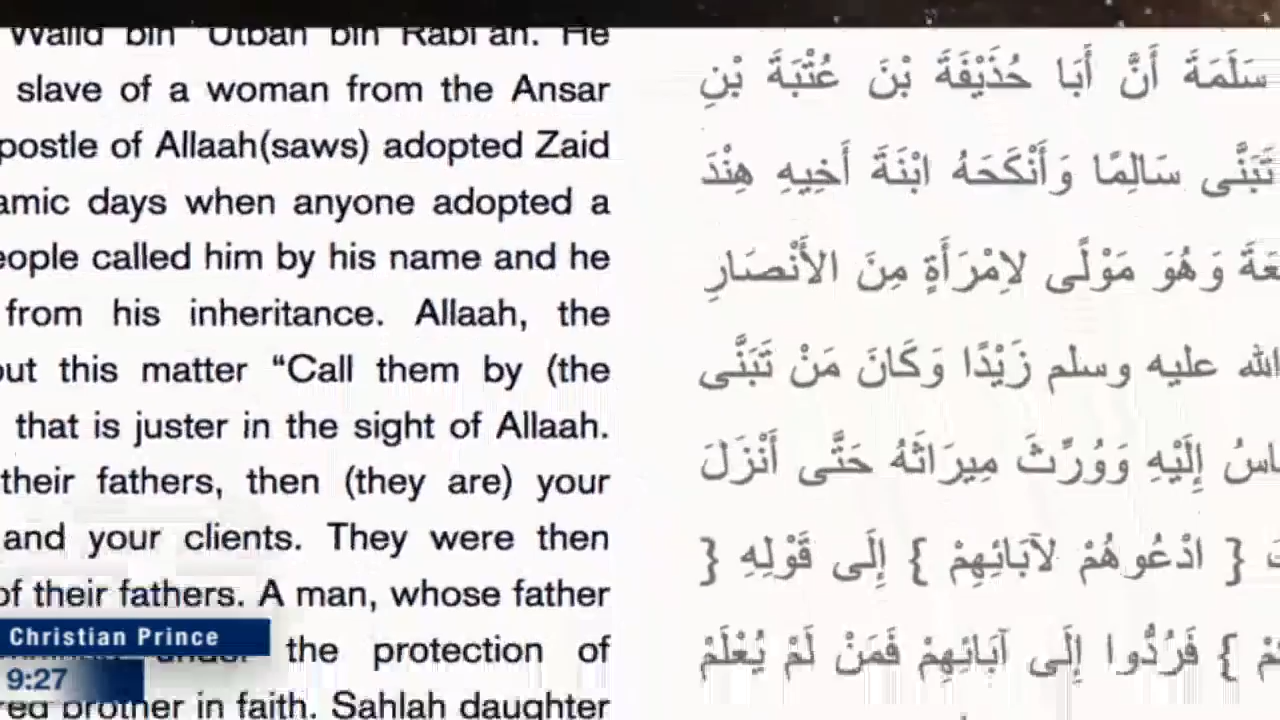 Walid bin 'Utbah bin Rabi'ah. He
slave of a woman from the Ansar
postle of Allaah(saws) adopted Zaid
amic days when anyone adopted a
eople called him by his name and he
from his inheritance. Allaah, the
out this matter “Call them by (the
that is juster in the sight of Allaah.
their fathers, then (they are) your
and your clients. They were then
of their fathers. A man, whose father
under the protection of
red brother in faith. Sahlah daughter
سَلَمَةَ أَنَّ أَبَا حُذَيْفَةَ بْنَ عُتْبَةَ بْنِ
تَبَنَّى سَالِمًا وَأَنْكَحَهُ ابْنَةَ أَخِيهِ هِنْدَ
عَةَ وَهُوَ مَوْلًى لاِمْرَأَةٍ مِنَ الأَنْصَارِ
الله عليه وسلم زَيْدًا وَكَانَ مَنْ تَبَنَّى
اسُ إِلَيْهِ وَوُرِّثَ مِيرَاثَهُ حَتَّى أَنْزَلَ
{ ادْعُوهُمْ لآبَائِهِمْ } إِلَى قَوْلِهِ {
مْ } فَرُدُّوا إِلَى آبَائِهِمْ فَمَنْ لَمْ يُعْلَمْ
Christian Prince
9:27